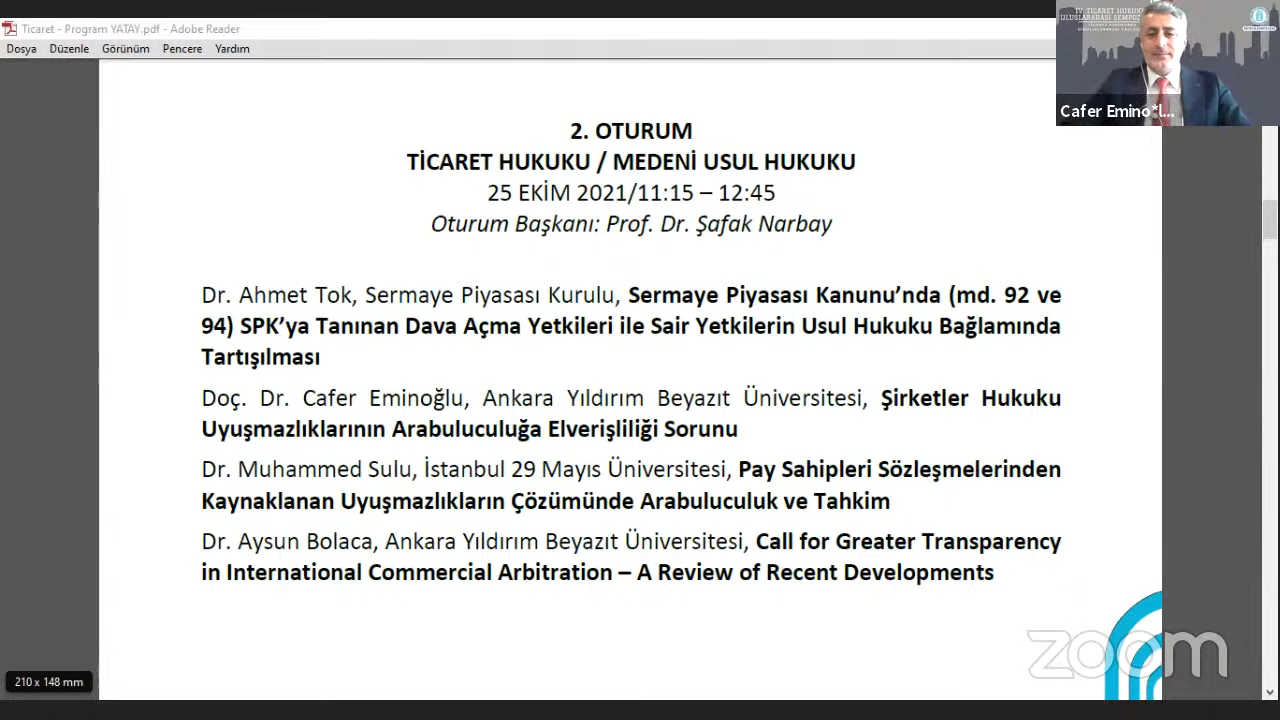 Ticaret - Program YATAY.pdf - Adobe Reader
Dosya Düzenle Görünüm Pencere Yardım
IV. TİCARET HUKUKU
ULUSLARARASI SEMPOZ
Cafer Emino*l...
2. OTURUM
TİCARET HUKUKU / MEDENİ USUL HUKUKU
25 EKİM 2021/11:15 – 12:45
Oturum Başkanı: Prof. Dr. Şafak Narbay
Dr. Ahmet Tok, Sermaye Piyasası Kurulu, Sermaye Piyasası Kanunu’nda (md. 92 ve
94) SPK’ya Tanınan Dava Açma Yetkileri ile Sair Yetkilerin Usul Hukuku Bağlamında
Tartışılması
Doç. Dr. Cafer Eminoğlu, Ankara Yıldırım Beyazıt Üniversitesi, Şirketler Hukuku
Uyuşmazlıklarının Arabuluculuğa Elverişliliği Sorunu
Dr. Muhammed Sulu, İstanbul 29 Mayıs Üniversitesi, Pay Sahipleri Sözleşmelerinden
Kaynaklanan Uyuşmazlıkların Çözümünde Arabuluculuk ve Tahkim
Dr. Aysun Bolaca, Ankara Yıldırım Beyazıt Üniversitesi, Call for Greater Transparency
in International Commercial Arbitration – A Review of Recent Developments
zoom
210 x 148 mm